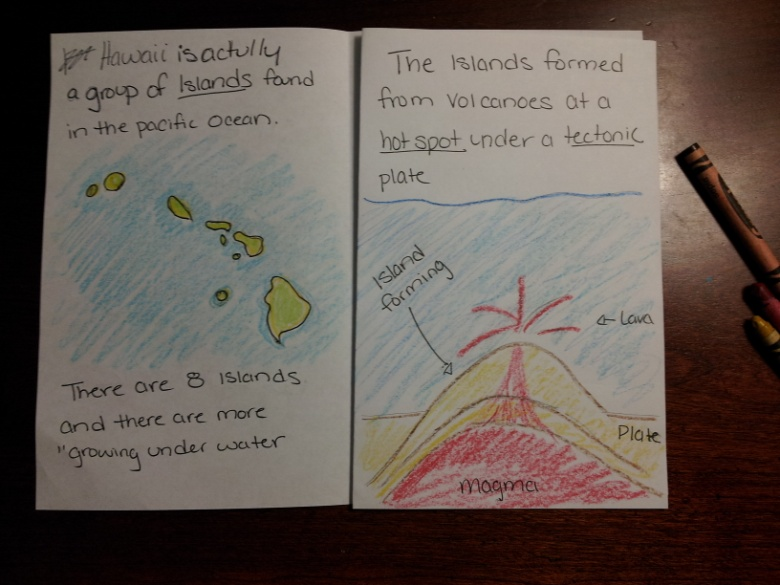 Hawaii is actully
a group of Islands found
in the pacific Ocean.
There are 8 Islands
and there are more
"growing under water
The Islands formed
from volcanoes at a
hot spot under a tectonic
plate
Island
forming
← Lava
Plate
magma